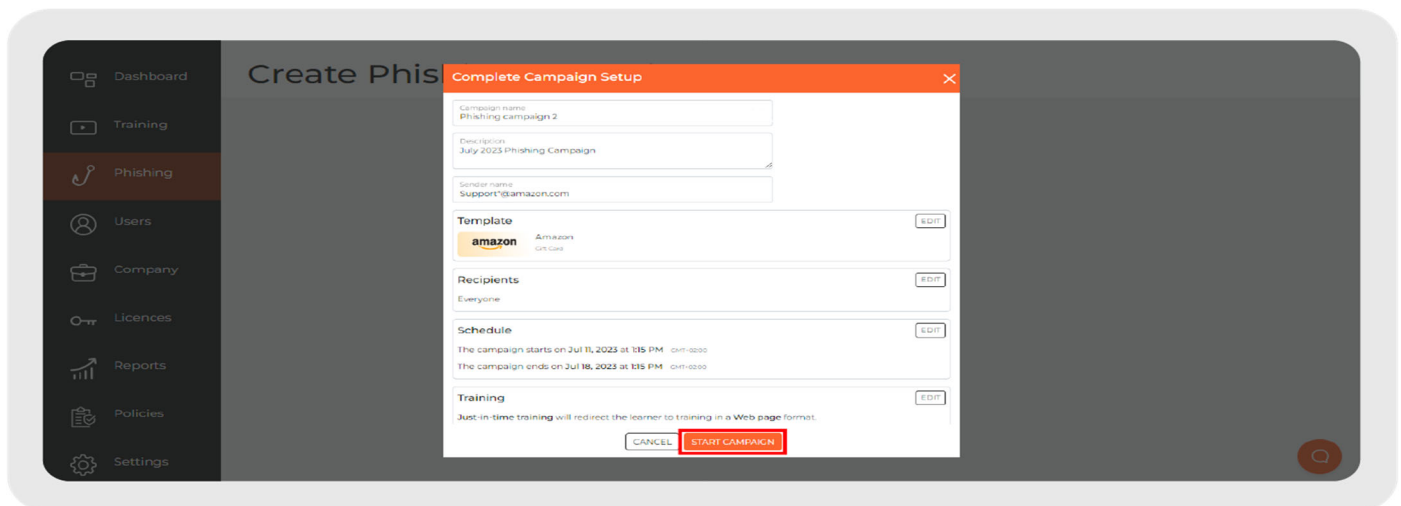 Dashboard
Training
Phishing
Users
Company
Licences
Reports
Policies
Settings
Create Phis
Complete Campaign Setup
Campaign name
Phishing campaign 2
Description
July 2023 Phishing Campaign
Sender name
Support"@amazon.com
Template
EDIT
amazon
Amazon
Gift Card
Recipients
EDIT
Everyone
Schedule
EDIT
The campaign starts on Jul 11, 2023 at 1:15 PM
The campaign ends on Jul 18, 2023 at 1:15 PM
Training
EDIT
Just-in-time training will redirect the learner to training in a Web page format.
CANCEL
START CAMPAIGN